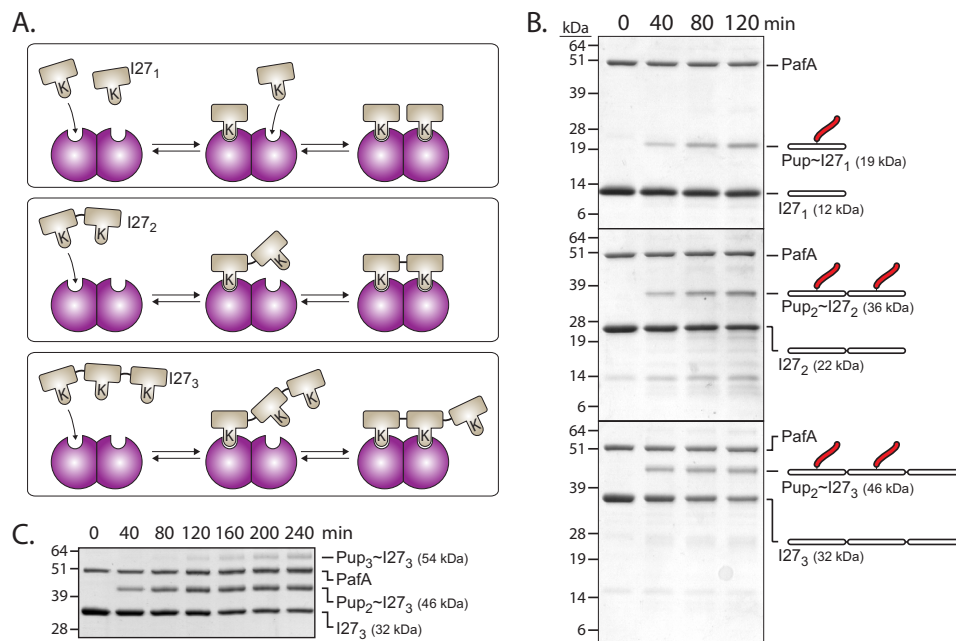 A.
I27₁
K
K
K
K
K
K
K
I27₂
K
K
K
K
K
K
I27₃
K
K
K
K
K
K
K
K
K
B.
kDa 0 40 80 120 min
64
51
39
28
19
14
6
PafA
Pup~I27₁ (19 kDa)
I27₁ (12 kDa)
64
51
39
28
19
14
6
PafA
Pup₂~I27₂ (36 kDa)
I27₂ (22 kDa)
64
51
39
28
19
14
6
PafA
Pup₂~I27₃ (46 kDa)
I27₃ (32 kDa)
C.
0 40 80 120 160 200 240 min
64
51
39
28
Pup₃~I27₃ (54 kDa)
PafA
Pup₂~I27₃ (46 kDa)
I27₃ (32 kDa)